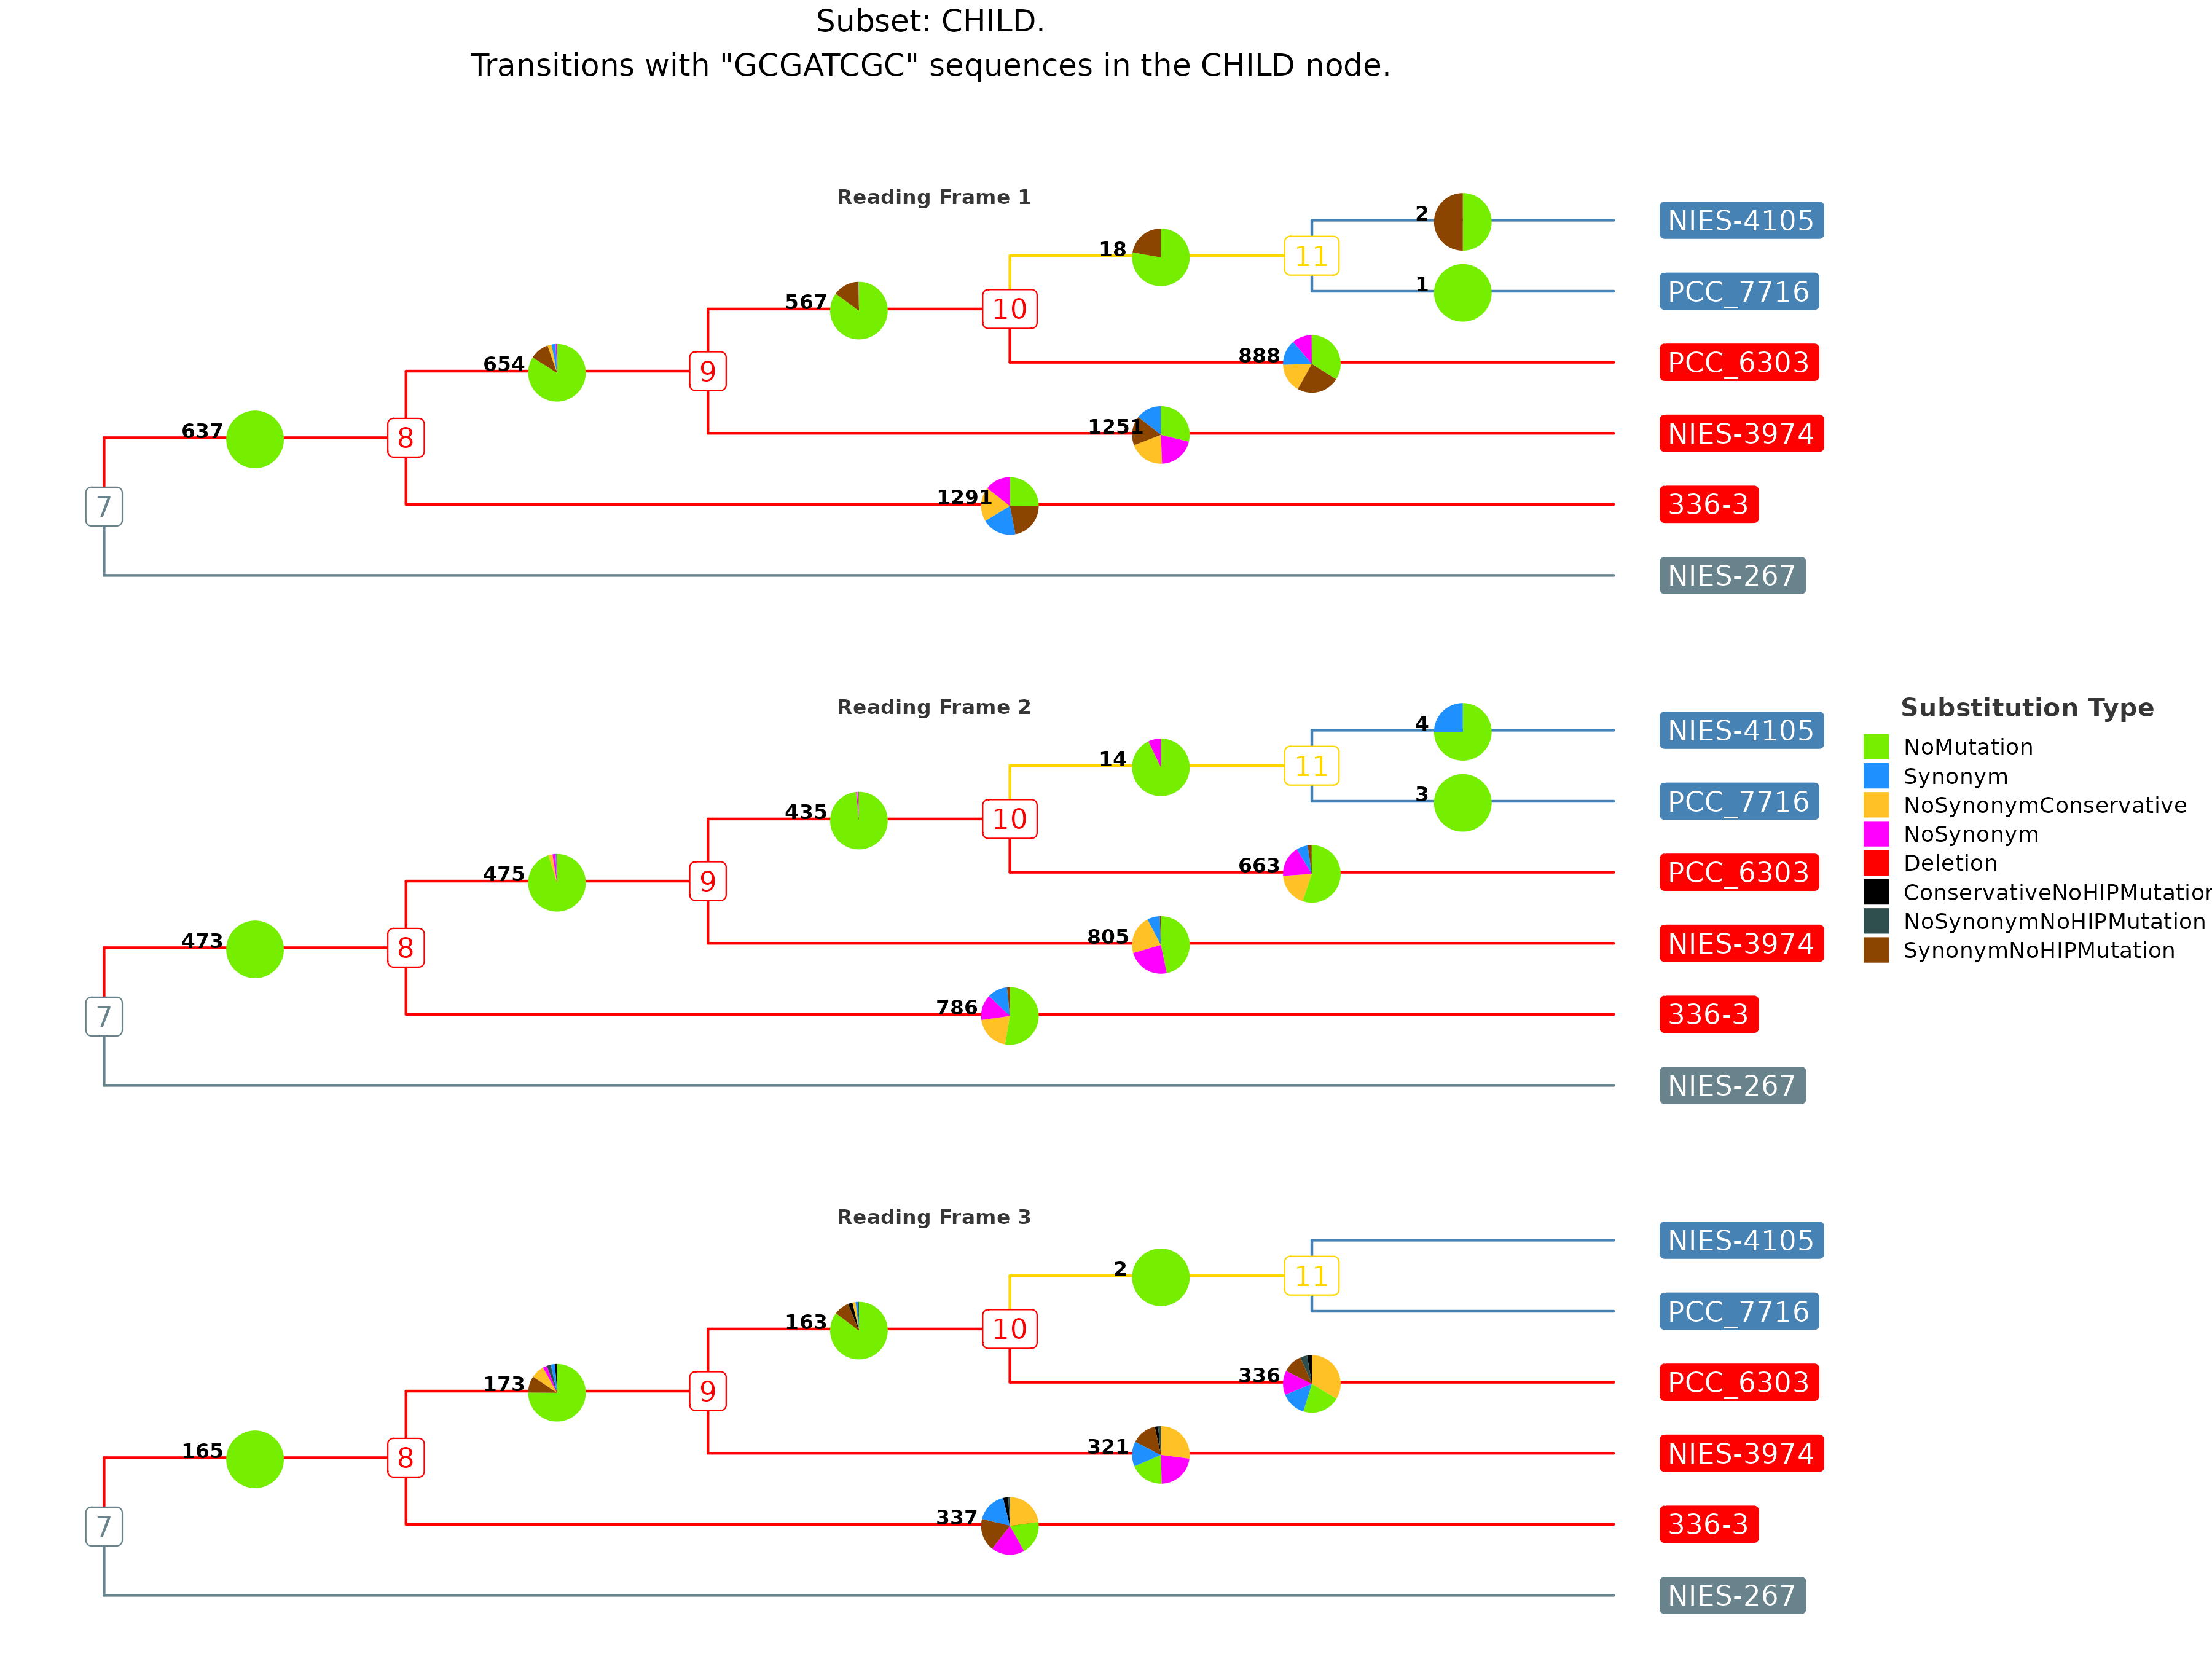 Subset: CHILD.
Transitions with "GCGATCGC" sequences in the CHILD node.
Reading Frame 1
2
NIES-4105
18
11
1
PCC_7716
567
10
888
PCC_6303
654
9
1251
NIES-3974
637
8
1291
336-3
7
NIES-267
Reading Frame 2
4
NIES-4105
14
11
3
PCC_7716
435
10
663
PCC_6303
475
9
805
NIES-3974
473
8
786
336-3
7
NIES-267
Substitution Type
NoMutation
Synonym
NoSynonymConservative
NoSynonym
Deletion
ConservativeNoHIPMutation
NoSynonymNoHIPMutation
SynonymNoHIPMutation
Reading Frame 3
NIES-4105
2
11
PCC_7716
163
10
336
PCC_6303
173
9
321
NIES-3974
165
8
337
336-3
7
NIES-267